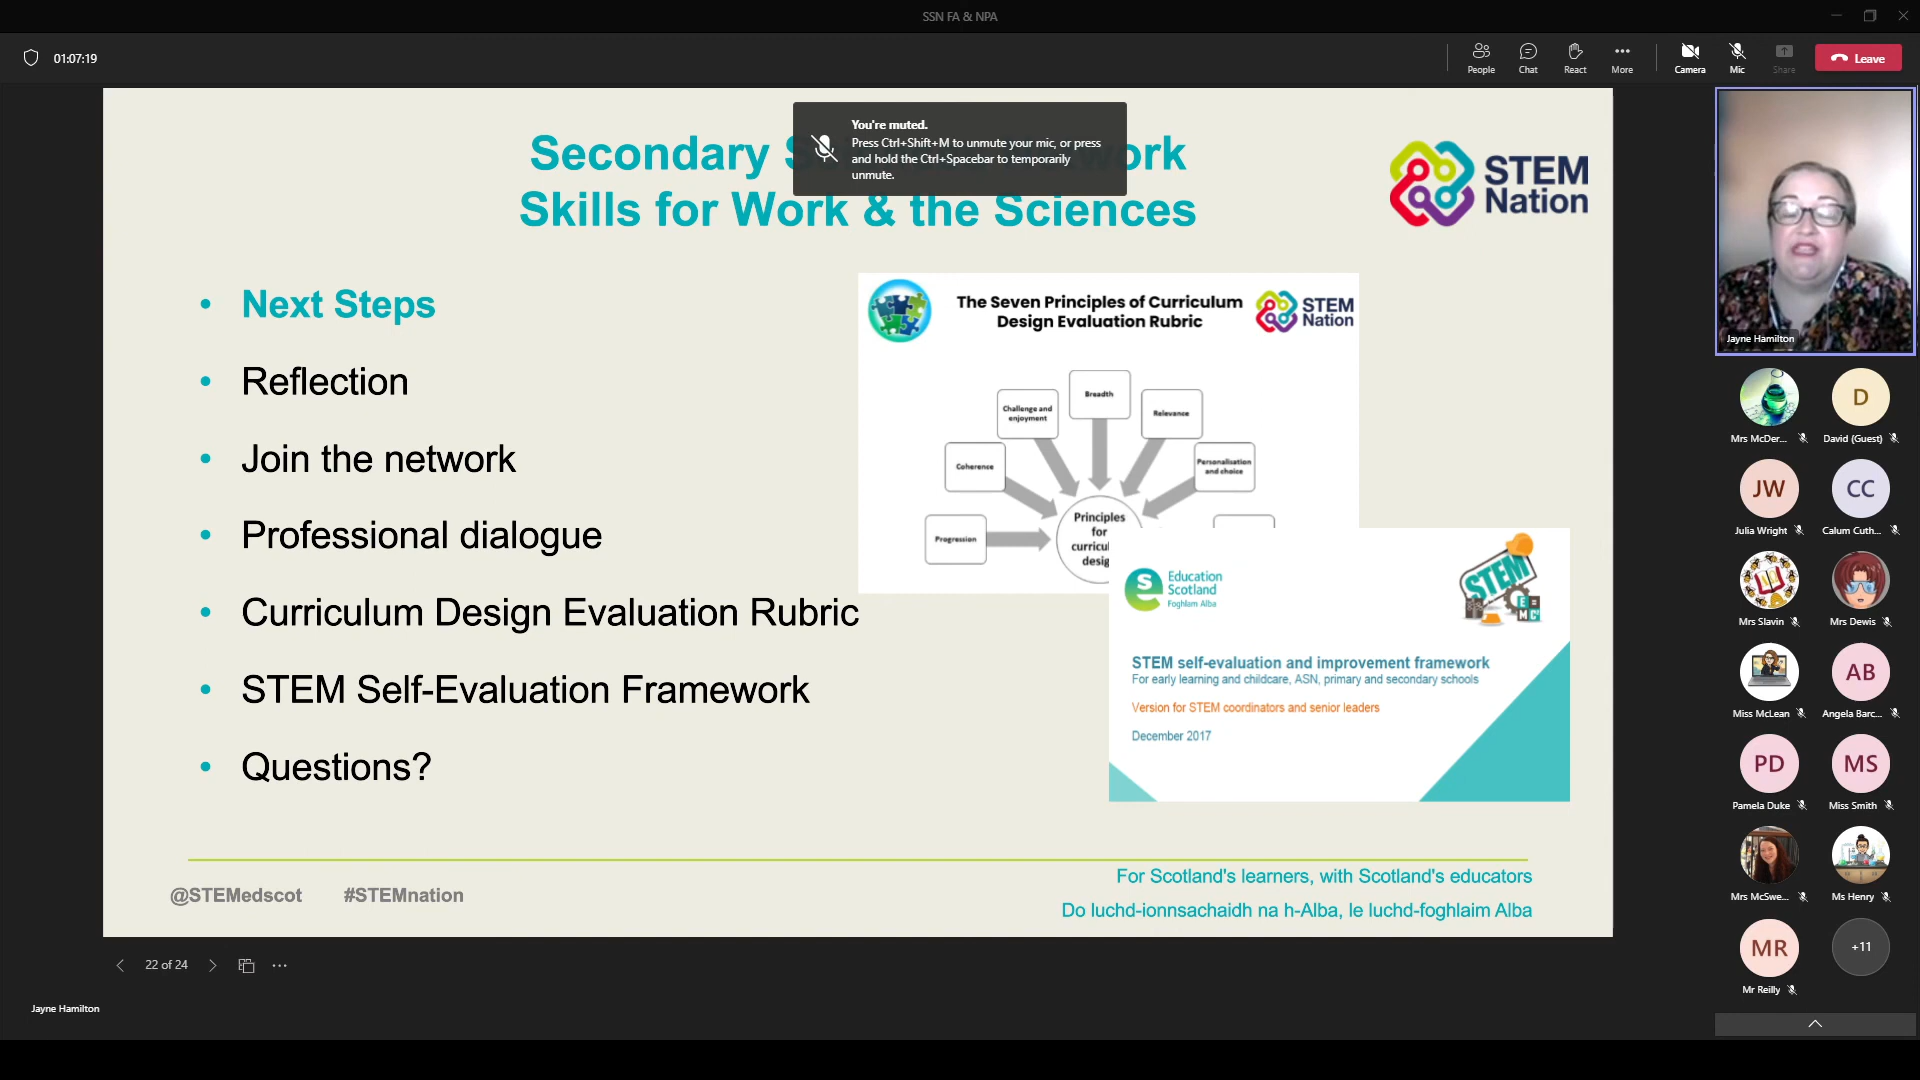 SSN FA & NPA
01:07:19
People
Chat
React
More
Camera
Mic
Share
Leave
You're muted.
Press Ctrl+Shift+M to unmute your mic, or press
and hold the Ctrl+Spacebar to temporarily
unmute.
Secondary
Skills for Work & the Sciences
STEM
Nation
• Next Steps
• Reflection
• Join the network
• Professional dialogue
• Curriculum Design Evaluation Rubric
• STEM Self-Evaluation Framework
• Questions?
The Seven Principles of Curriculum
Design Evaluation Rubric
STEM
Nation
Breadth
Challenge and
enjoyment
Relevance
Coherence
Personalisation
and choice
Progression
Principles
for
curricul
desig
Education
Scotland
Foghlam Alba
STEM
STEM self-evaluation and improvement framework
For early learning and childcare, ASN, primary and secondary schools
Version for STEM coordinators and senior leaders
December 2017
@STEMedscot #STEMnation
For Scotland's learners, with Scotland's educators
Do luchd-ionnsachaidh na h-Alba, le luchd-foghlaim Alba
22 of 24
Jayne Hamilton
Jayne Hamilton
Mrs McDer...
D
David (Guest)
JW
Julia Wright
CC
Calum Cuth...
Mrs Slavin
Mrs Dewis
Miss McLean
AB
Angela Barc...
PD
Pamela Duke
MS
Miss Smith
Mrs McSwe...
Ms Henry
MR
Mr Reilly
+11